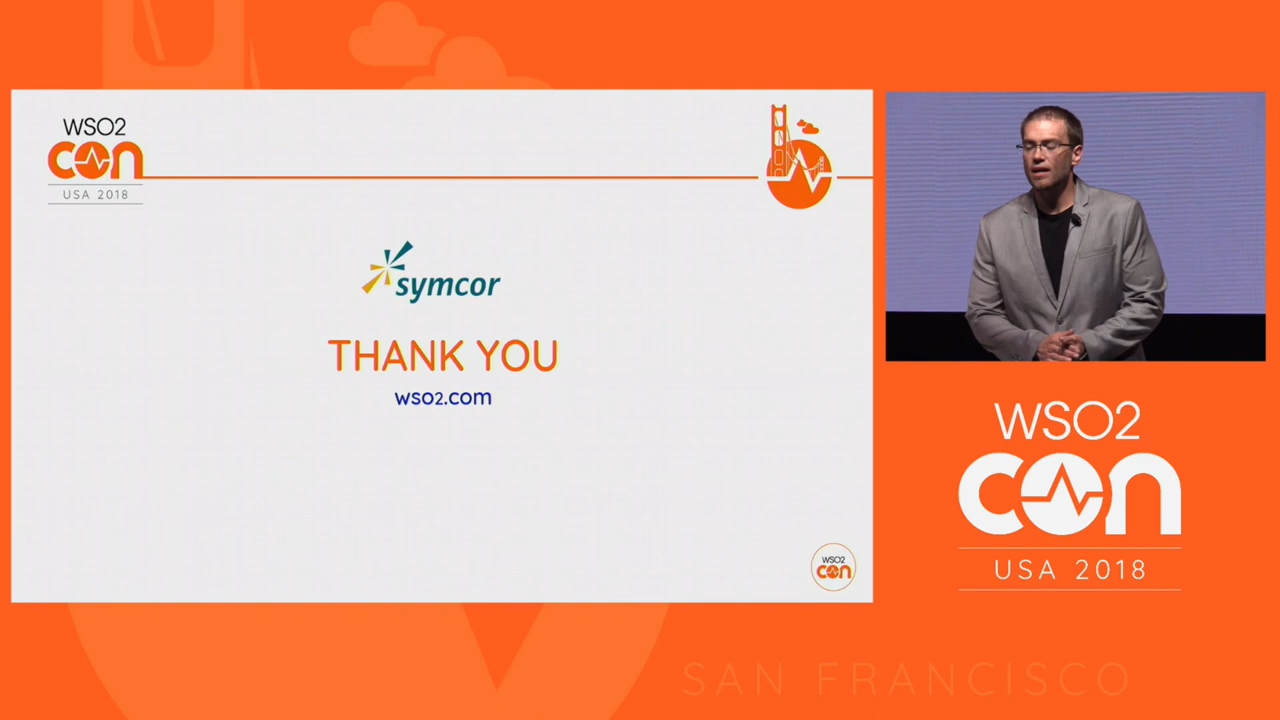 WSO2
con
USA 2018
symcor
THANK YOU
wso2.com
WSO2
con
WSO2
con
USA 2018
SAN FRANCISCO